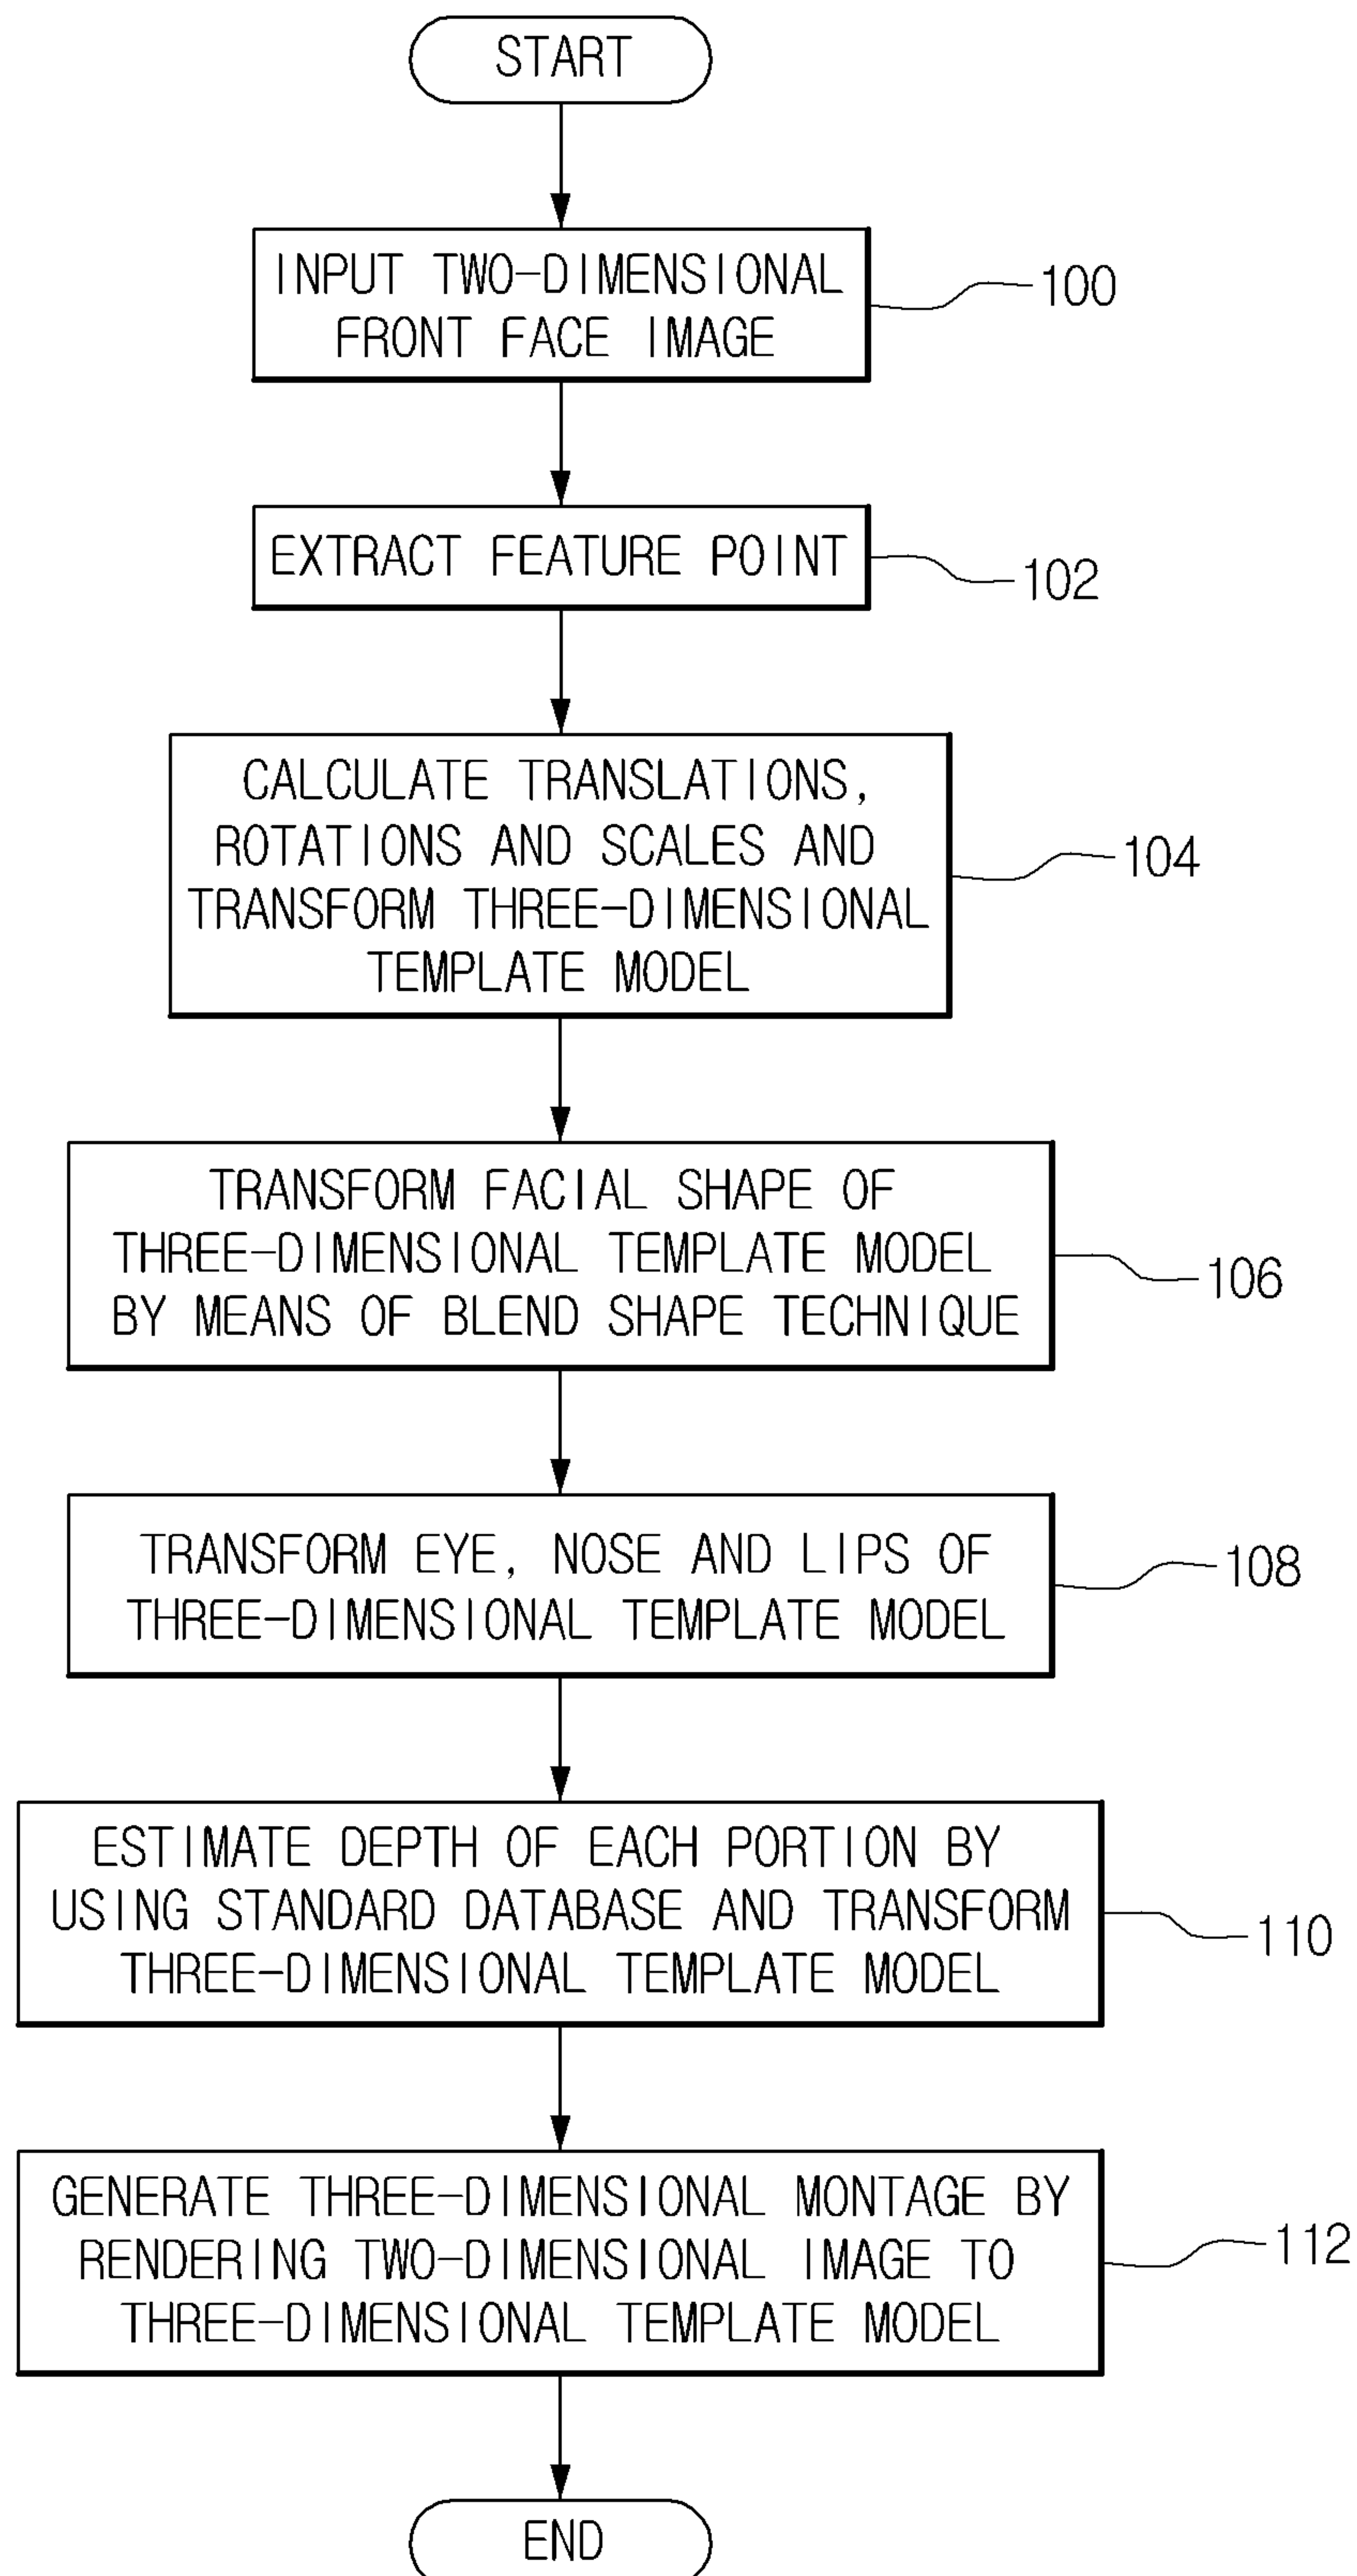 START
INPUT TWO-DIMENSIONAL
FRONT FACE IMAGE
100
EXTRACT FEATURE POINT
102
CALCULATE TRANSLATIONS,
ROTATIONS AND SCALES AND
TRANSFORM THREE-DIMENSIONAL
TEMPLATE MODEL
104
TRANSFORM FACIAL SHAPE OF
THREE-DIMENSIONAL TEMPLATE MODEL
BY MEANS OF BLEND SHAPE TECHNIQUE
106
TRANSFORM EYE, NOSE AND LIPS OF
THREE-DIMENSIONAL TEMPLATE MODEL
108
ESTIMATE DEPTH OF EACH PORTION BY
USING STANDARD DATABASE AND TRANSFORM
THREE-DIMENSIONAL TEMPLATE MODEL
110
GENERATE THREE-DIMENSIONAL MONTAGE BY
RENDERING TWO-DIMENSIONAL IMAGE TO
THREE-DIMENSIONAL TEMPLATE MODEL
112
END